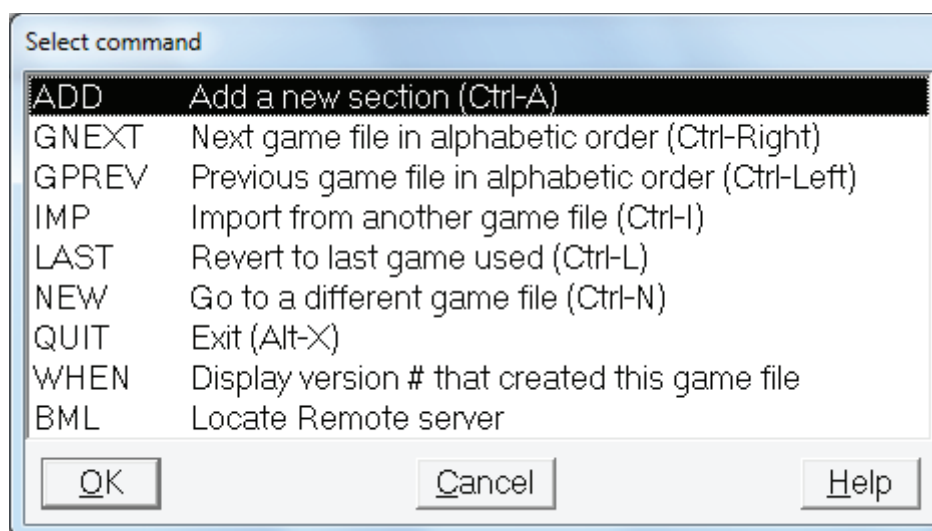 Select command
ADD Add a new section (Ctrl-A)
GNEXT Next game file in alphabetic order (Ctrl-Right)
GPREV Previous game file in alphabetic order (Ctrl-Left)
IMP Import from another game file (Ctrl-I)
LAST Revert to last game used (Ctrl-L)
NEW Go to a different game file (Ctrl-N)
QUIT Exit (Alt-X)
WHEN Display version # that created this game file
BML Locate Remote server
OK Cancel Help